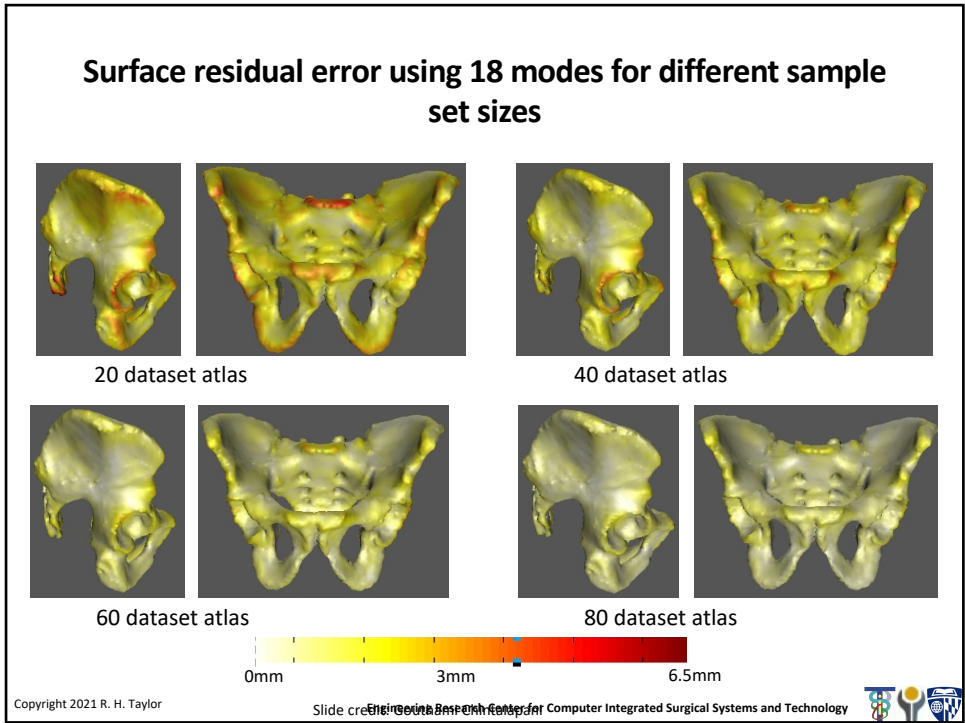 Surface residual error using 18 modes for different sample
set sizes
20 dataset atlas
40 dataset atlas
60 dataset atlas
80 dataset atlas
0mm
3mm
6.5mm
Copyright 2021 R. H. Taylor
Slide credit: Gouthami Chintalapani
Engineering Research Center for Computer Integrated Surgical Systems and Technology